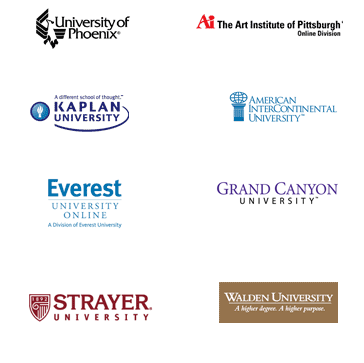 University of
Phoenix®
Ai The Art Institute of Pittsburgh®
Online Division
A different school of thought.™
KAPLAN
UNIVERSITY
AMERICAN
INTERCONTINENTAL
UNIVERSITY™
Everest
UNIVERSITY
ONLINE
A Division of Everest University
GRAND CANYON
UNIVERSITY™
STRAYER®
UNIVERSITY
WALDEN UNIVERSITY
A higher degree. A higher purpose.